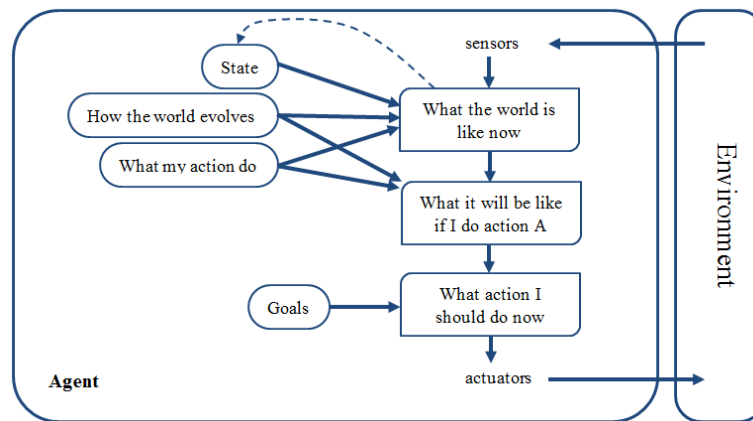 sensors
State
What the world is
like now
How the world evolves
What my action do
What it will be like
if I do action A
What action I
should do now
Goals
actuators
Agent
Environment